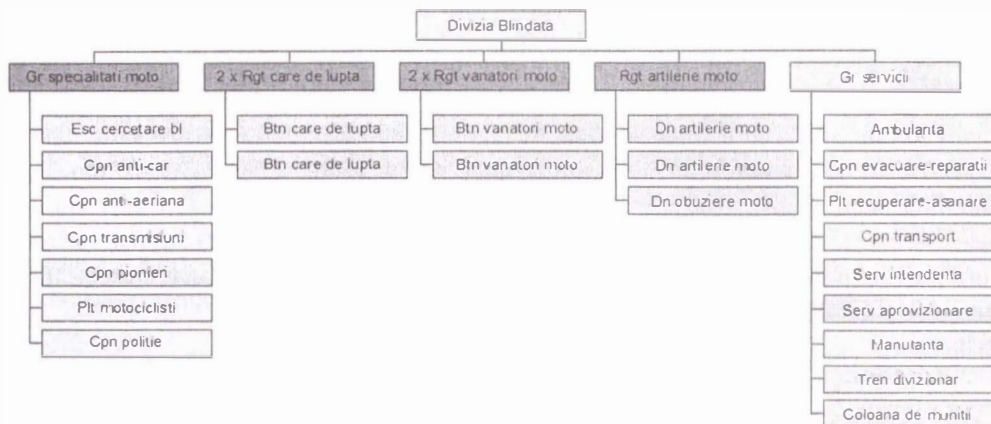 Divizia Blindata
Gr specialitati moto
2 x Rgt care de lupta
2 x Rgt vanatori moto
Rgt artilerie moto
Gr servicii
Esc cercetare bl
Cpn anti-car
Cpn anti-aeriana
Cpn transmisiuni
Cpn pionieri
Plt motociclisti
Cpn politie
Btn care de lupta
Btn care de lupta
Btn vanatori moto
Btn vanatori moto
Dn artilerie moto
Dn artilerie moto
Dn obuziere moto
Ambulanta
Cpn evacuare-reparatii
Plt recuperare-asanare
Cpn transport
Serv intendenta
Serv aprovizionare
Manutanta
Tren divizionar
Coloana de munitii